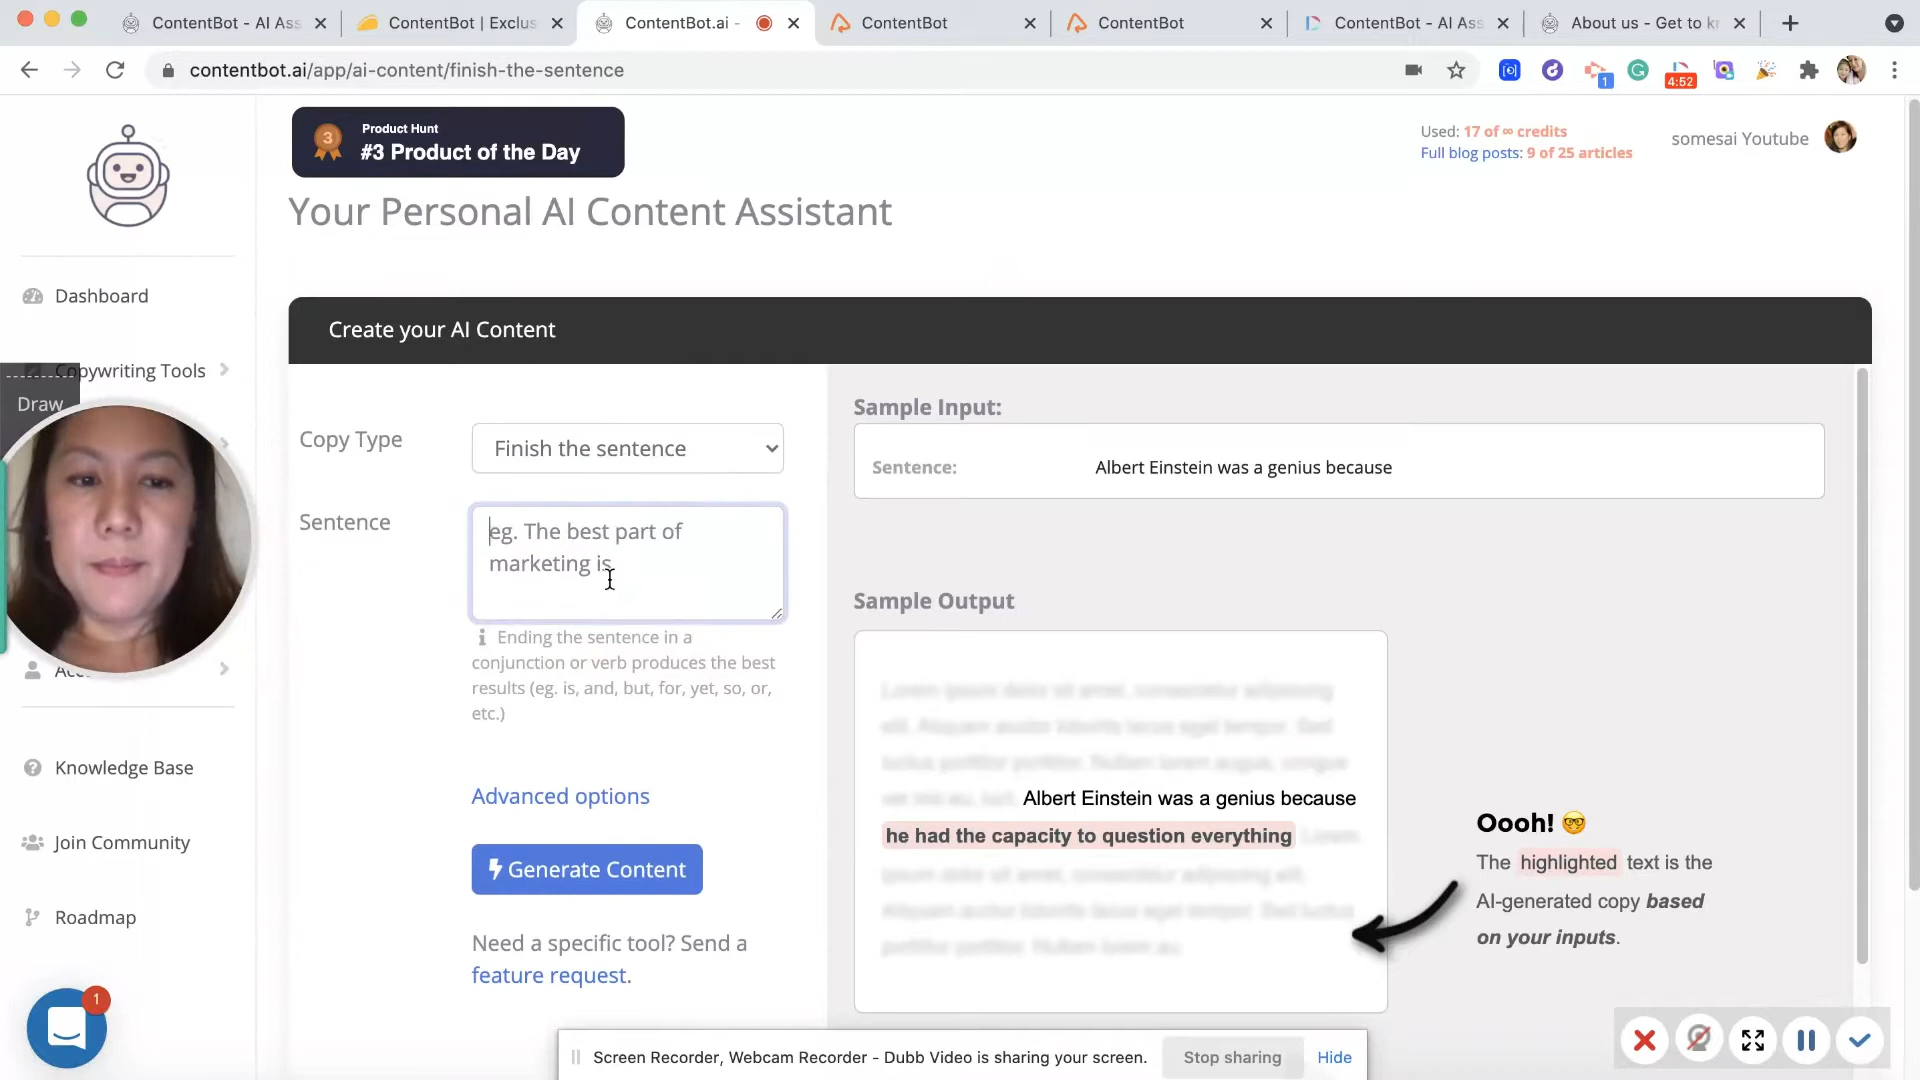 ContentBot - AI Ass
ContentBot | Exclus
ContentBot.ai -
ContentBot
ContentBot
ContentBot - AI Ass
About us - Get to k
contentbot.ai/app/ai-content/finish-the-sentence
1
4:52
3
Product Hunt
#3 Product of the Day
Used: 17 of ∞ credits
Full blog posts: 9 of 25 articles
somesai Youtube
Your Personal AI Content Assistant
Dashboard
Copywriting Tools
Draw
Create your AI Content
Copy Type
Finish the sentence
Sentence
eg. The best part of
marketing is
Ending the sentence in a
conjunction or verb produces the best
results (eg. is, and, but, for, yet, so, or,
etc.)
Advanced options
Generate Content
Need a specific tool? Send a
feature request.
Sample Input:
Sentence: Albert Einstein was a genius because
Sample Output
Albert Einstein was a genius because
he had the capacity to question everything
Oooh!
The highlighted text is the
AI-generated copy based
on your inputs.
Knowledge Base
Join Community
Roadmap
1
Screen Recorder, Webcam Recorder - Dubb Video is sharing your screen.
Stop sharing
Hide